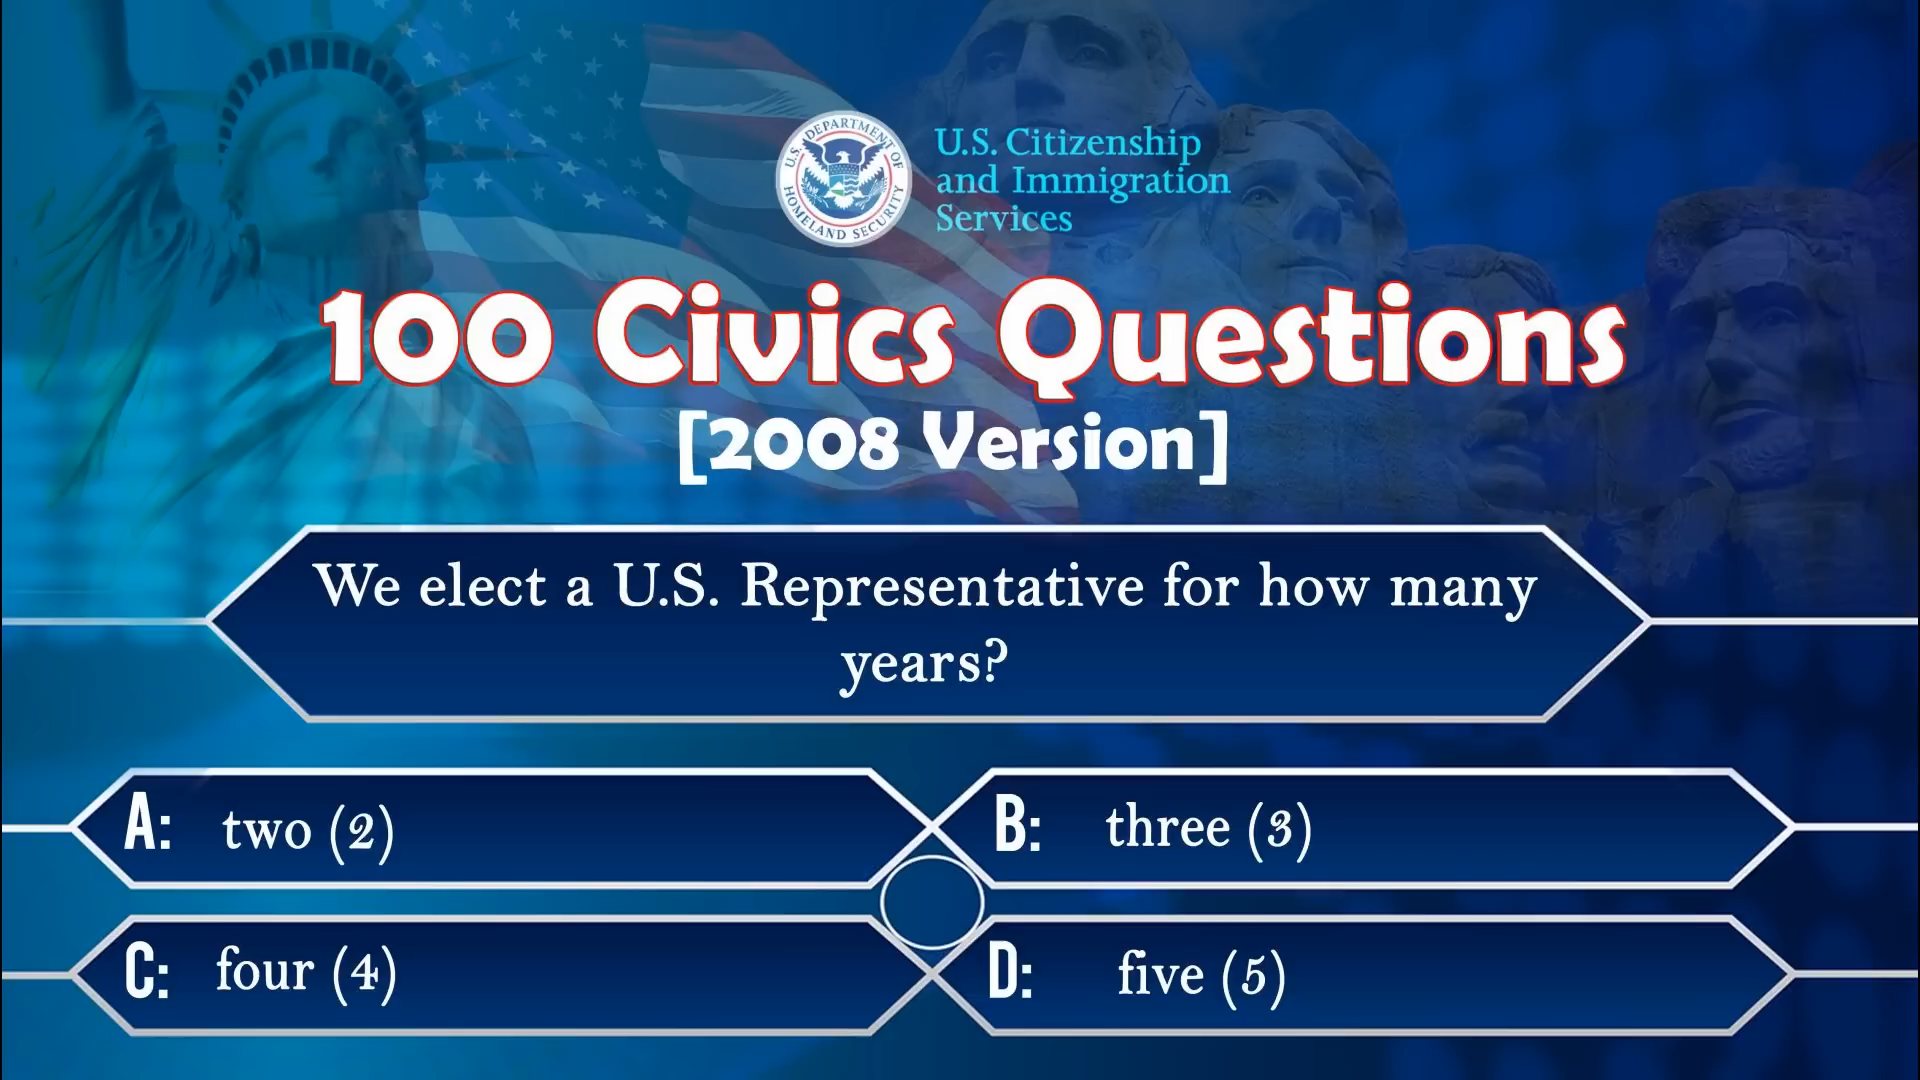 U.S. DEPARTMENT OF HOMELAND SECURITY
U.S. Citizenship
and Immigration
Services
100 Civics Questions
[2008 Version]
We elect a U.S. Representative for how many
years?
A: two (2)
B: three (3)
C: four (4)
D: five (5)